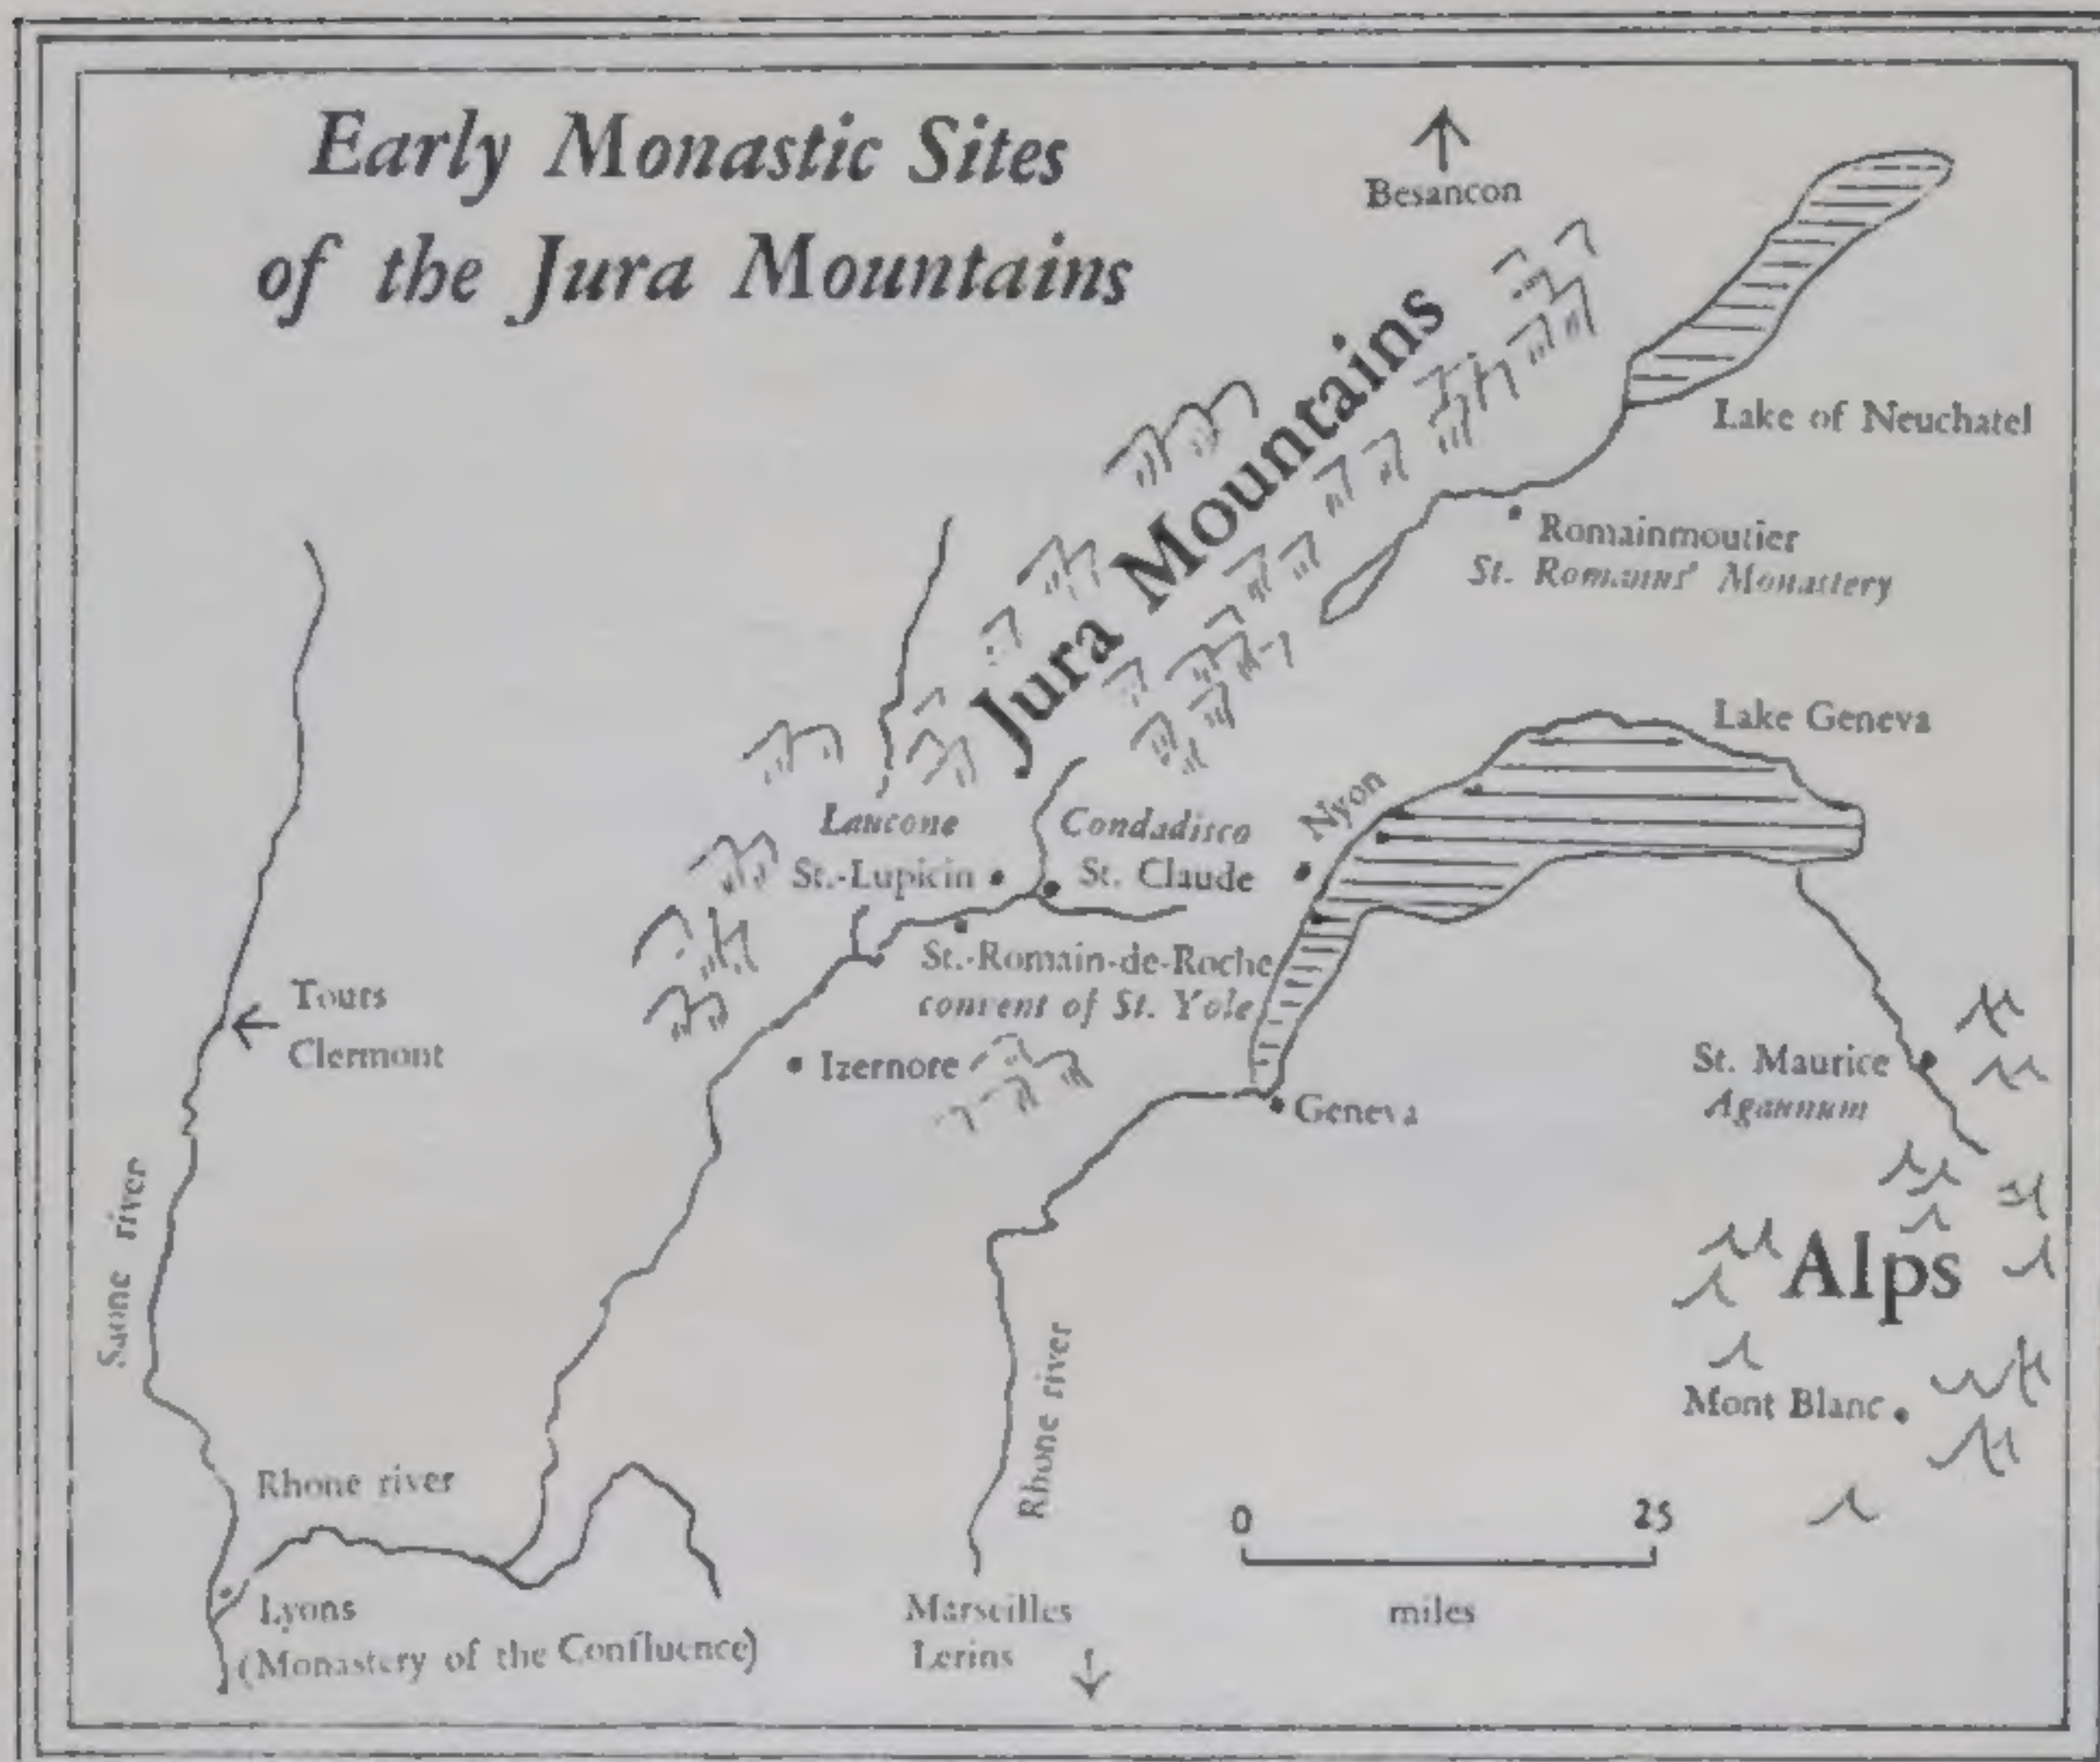 Early Monastic Sites
of the Jura Mountains
Besancon
Jura Mountains
Lake of Neuchatel
Romainmoutier
St. Romanus' Monastery
Lake Geneva
Nyon
Laucone
St.-Lupicin
Condadisco
St. Claude
St.-Romain-de-Roche
convent of St. Yole
Tours
Clermont
Izernore
Geneva
St. Maurice
Agaunum
Saone river
Alps
Mont Blanc
Rhone river
Rhone river
0 25
miles
Lyons
(Monastery of the Confluence)
Marseilles
Lerins